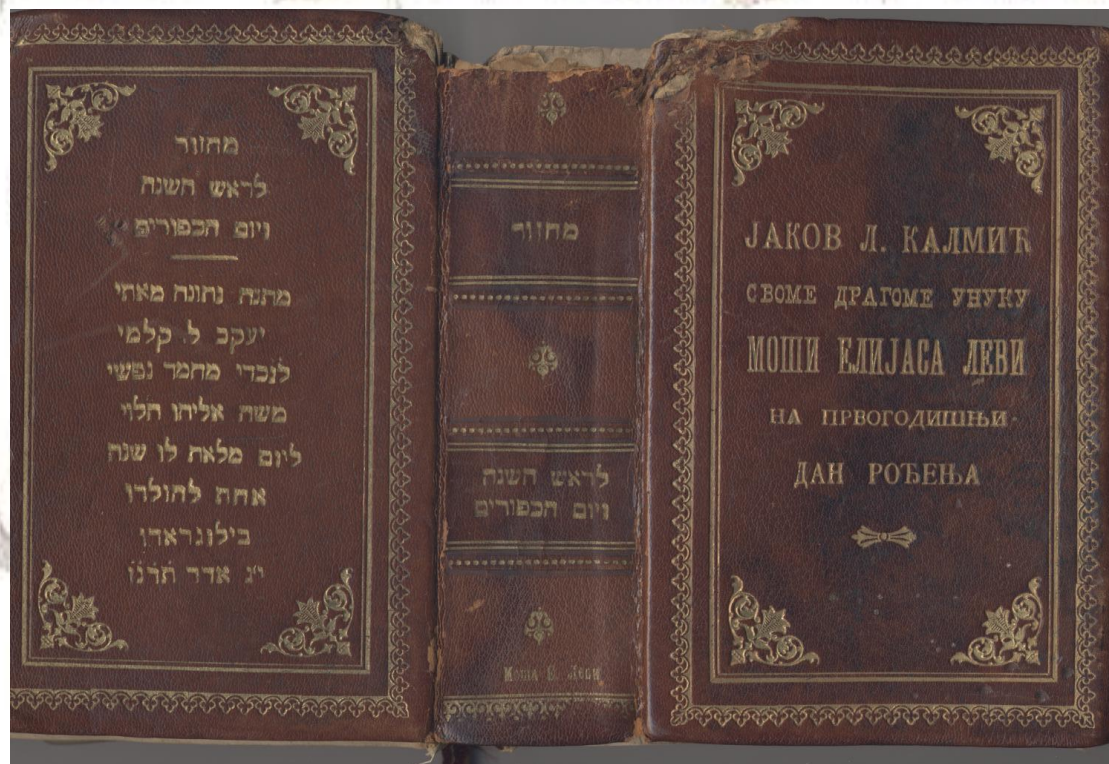 מחזור
לראש השנה
ויום הכפורים
מתנה נתונה מאתי
יעקב ל. קלמי
לנכדי מחמד נפשי
משה אליהו הלוי
ליום מלאת לו שנה
אחת להולדו
בילוגראדו
י״ג אדר תרנ״ו
מחזור
לראש השנה
ויום הכפורים
Моша Е. Леви
ЈАКОВ Л. КАЛМИЋ
СВОМЕ ДРАГОМЕ УНУКУ
МОШИ ЕЛИЈАСА ЛЕВИ
НА ПРВОГОДИШЊИ
ДАН РОЂЕЊА